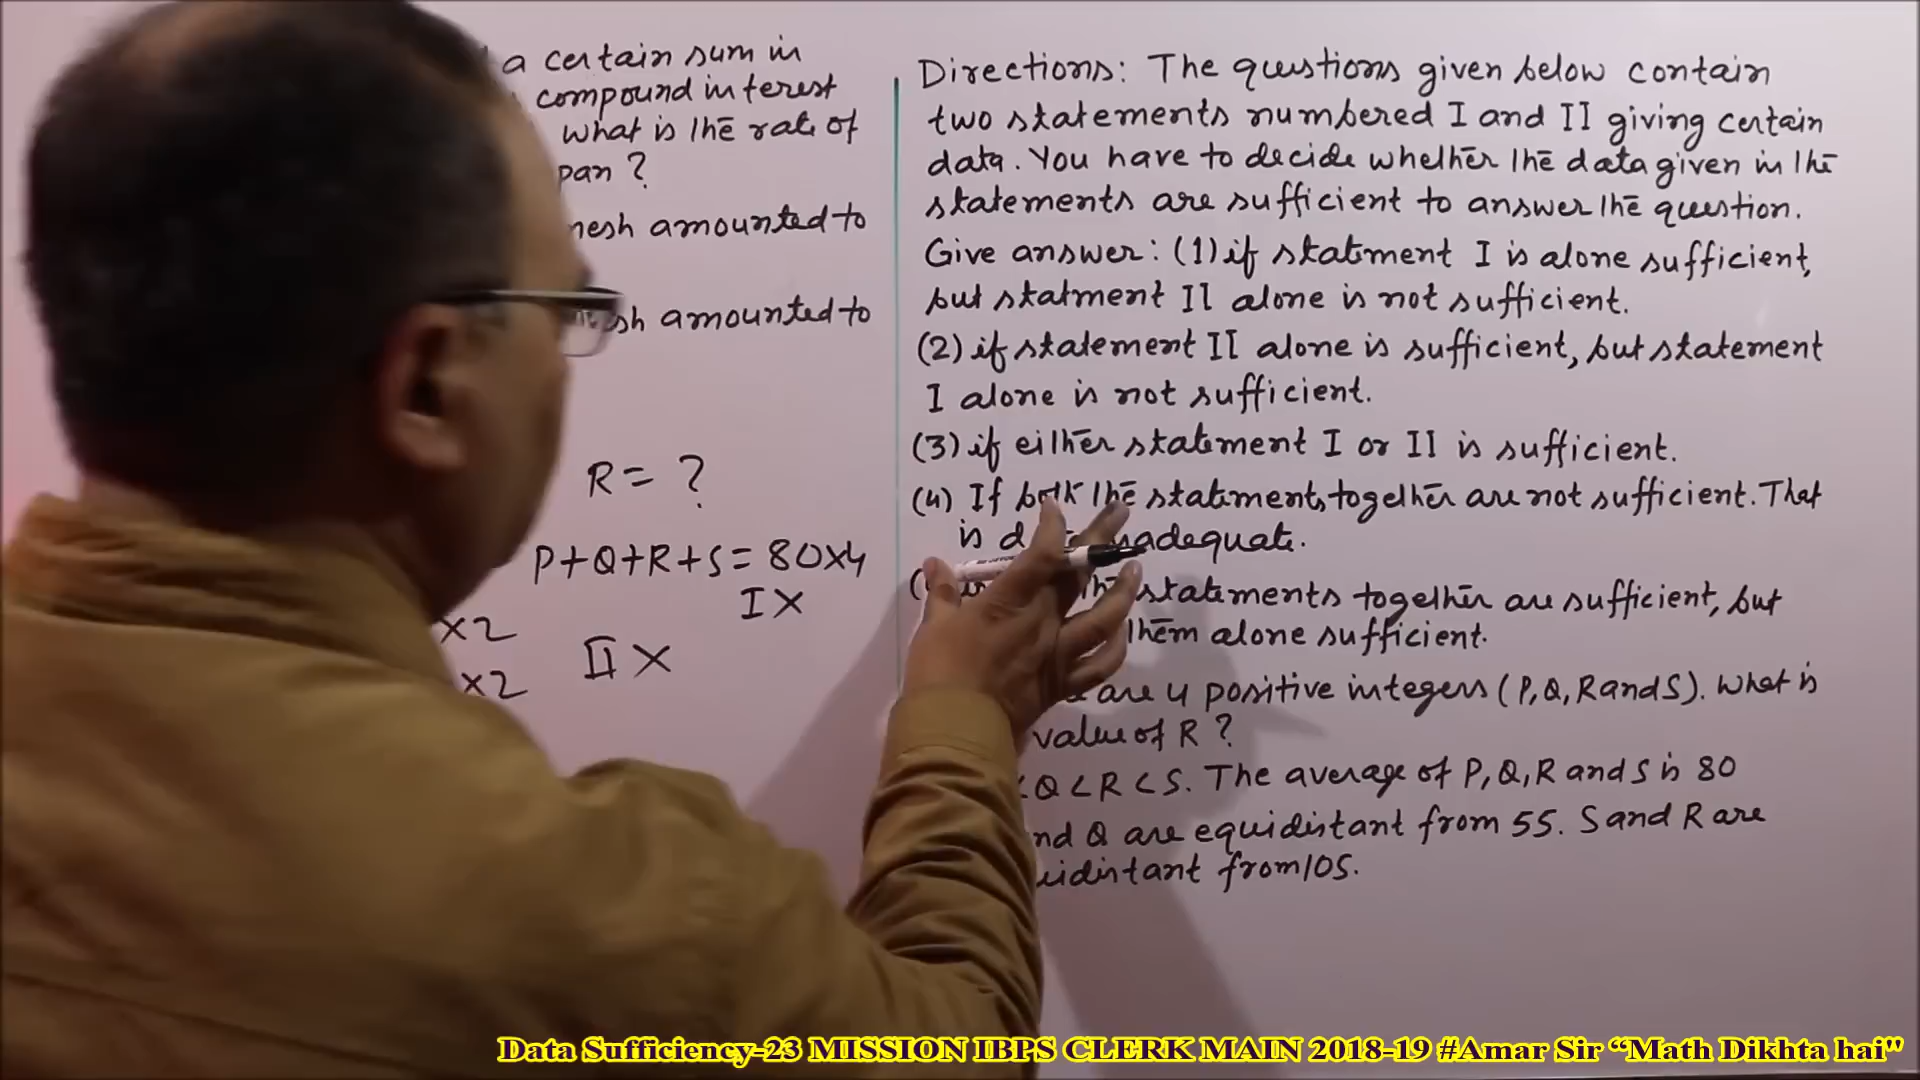 a certain sum in
compound interest
what is the rate of
pan ?
nesh amounted to
sh amounted to
R = ?
P+Q+R+S = 80x4
I X
x2
II X
x2
Directions: The questions given below contain
two statements numbered I and II giving certain
data. You have to decide whether the data given in the
statements are sufficient to answer the question.
Give answer: (1) if statement I is alone sufficient,
but statment II alone is not sufficient.
(2) if statement II alone is sufficient, but statement
I alone is not sufficient.
(3) if either statement I or II is sufficient.
(4) If both the statements together are not sufficient. That
is adequate.
statements together are sufficient, but
them alone sufficient.
are 4 positive integers (P, Q, R and S). What is
value of R ?
< Q < R < S. The average of P, Q, R and S is 80
nd Q are equidistant from 55. S and R are
uidistant from 105.
Data Sufficiency-23 MISSION IBPS CLERK MAIN 2018-19 #Amar Sir “Math Dikhta hai"